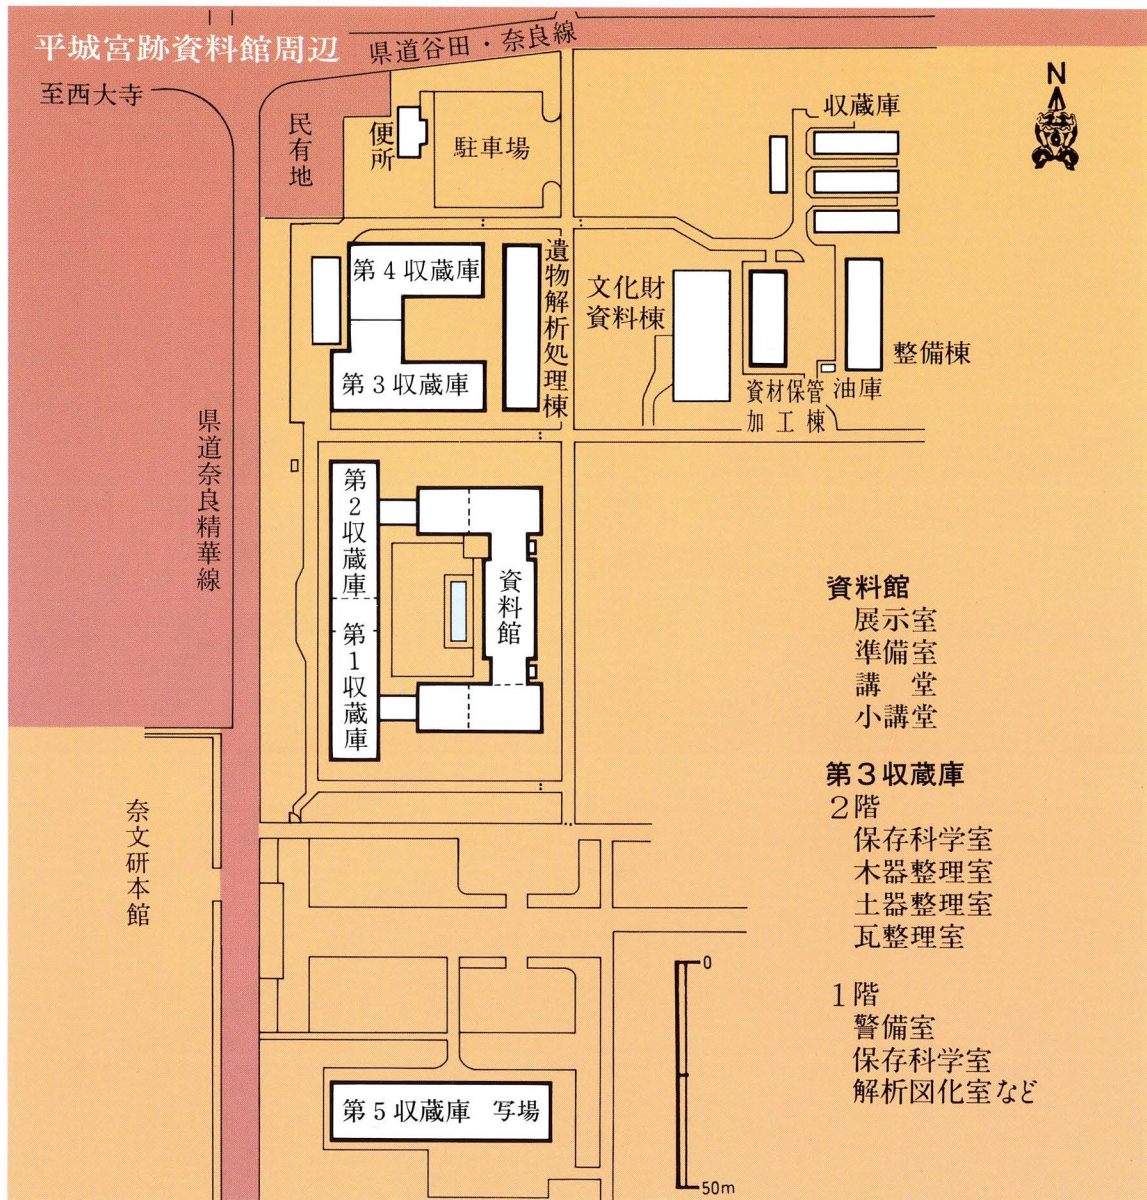 平城宮跡資料館周辺
県道谷田・奈良線
至西大寺
民有地
便所
駐車場
収蔵庫
N
第4収蔵庫
遺物解析処理棟
文化財
資料棟
整備棟
第3収蔵庫
資材保管
加工棟
油庫
県道奈良精華線
第2収蔵庫
資料館
第1収蔵庫
奈文研本館
第5収蔵庫 写場
0
50m
資料館
展示室
準備室
講 堂
小講堂
第3収蔵庫
2階
保存科学室
木器整理室
土器整理室
瓦整理室
1階
警備室
保存科学室
解析図化室など